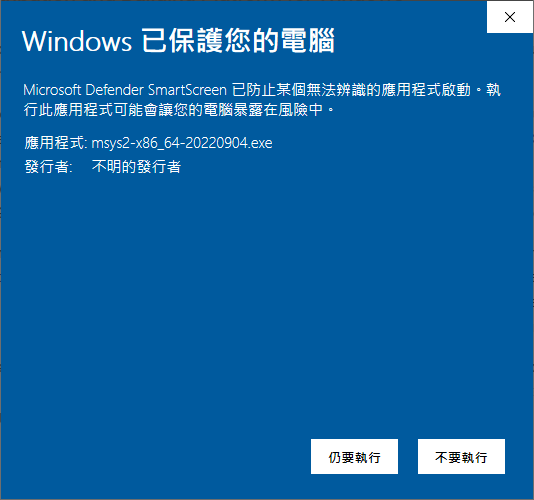 Windows 已保護您的電腦
Microsoft Defender SmartScreen 已防止某個無法辨識的應用程式啟動。執
行此應用程式可能會讓您的電腦暴露在風險中。
應用程式: msys2-x86_64-20220904.exe
發行者: 不明的發行者
仍要執行 不要執行